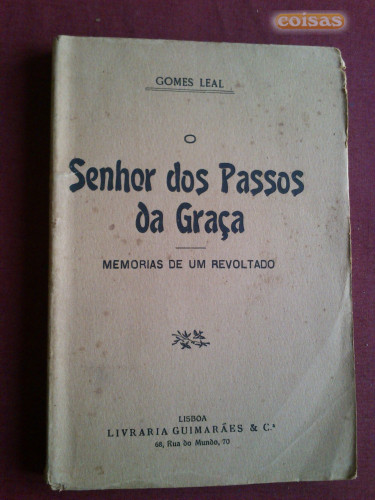 coisas
GOMES LEAL
O
Senhor dos Passos
da Graça
MEMORIAS DE UM REVOLTADO
LISBOA
LIVRARIA GUIMARÃES & C.ª
68, Rua do Mundo, 70